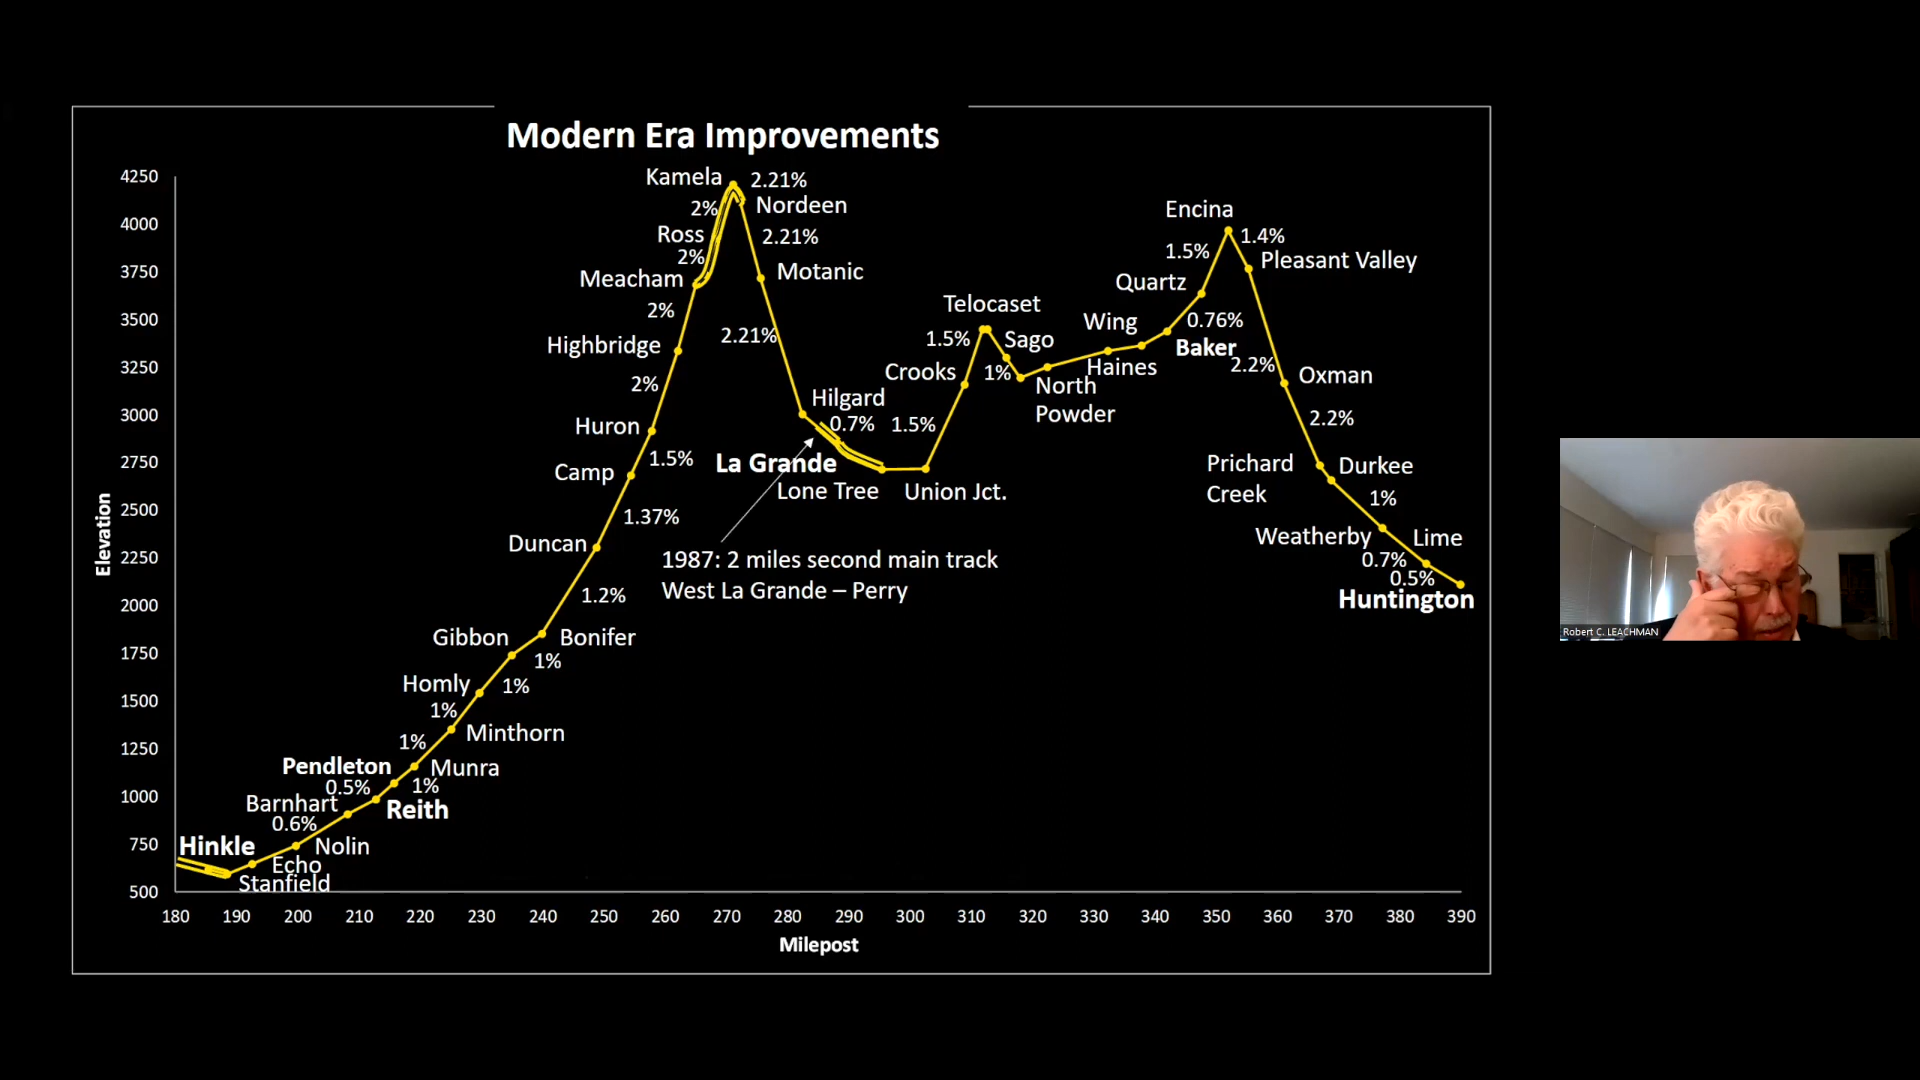 Modern Era Improvements
4250
4000
3750
3500
3250
3000
2750
2500
2250
2000
1750
1500
1250
1000
750
500
Elevation
180 190 200 210 220 230 240 250 260 270 280 290 300 310 320 330 340 350 360 370 380 390
Milepost
Hinkle
Stanfield
Echo
Nolin
0.6%
Barnhart
0.5%
Pendleton
Reith
1%
Munra
1%
Minthorn
1%
Homly
1%
Gibbon
1%
Bonifer
1.2%
Duncan
1.37%
Camp
1.5%
Huron
2%
Highbridge
2%
Meacham
2%
Ross
2%
Kamela
2.21%
Nordeen
2.21%
Motanic
2.21%
Hilgard
0.7%
La Grande
Lone Tree
1987: 2 miles second main track
West La Grande – Perry
Union Jct.
1.5%
Crooks
1.5%
Telocaset
Sago
1%
North
Powder
Haines
Wing
Baker
0.76%
Quartz
1.5%
Encina
1.4%
Pleasant Valley
2.2%
Oxman
2.2%
Prichard
Creek
Durkee
1%
Weatherby
0.7%
Lime
0.5%
Huntington
Robert C. LEACHMAN